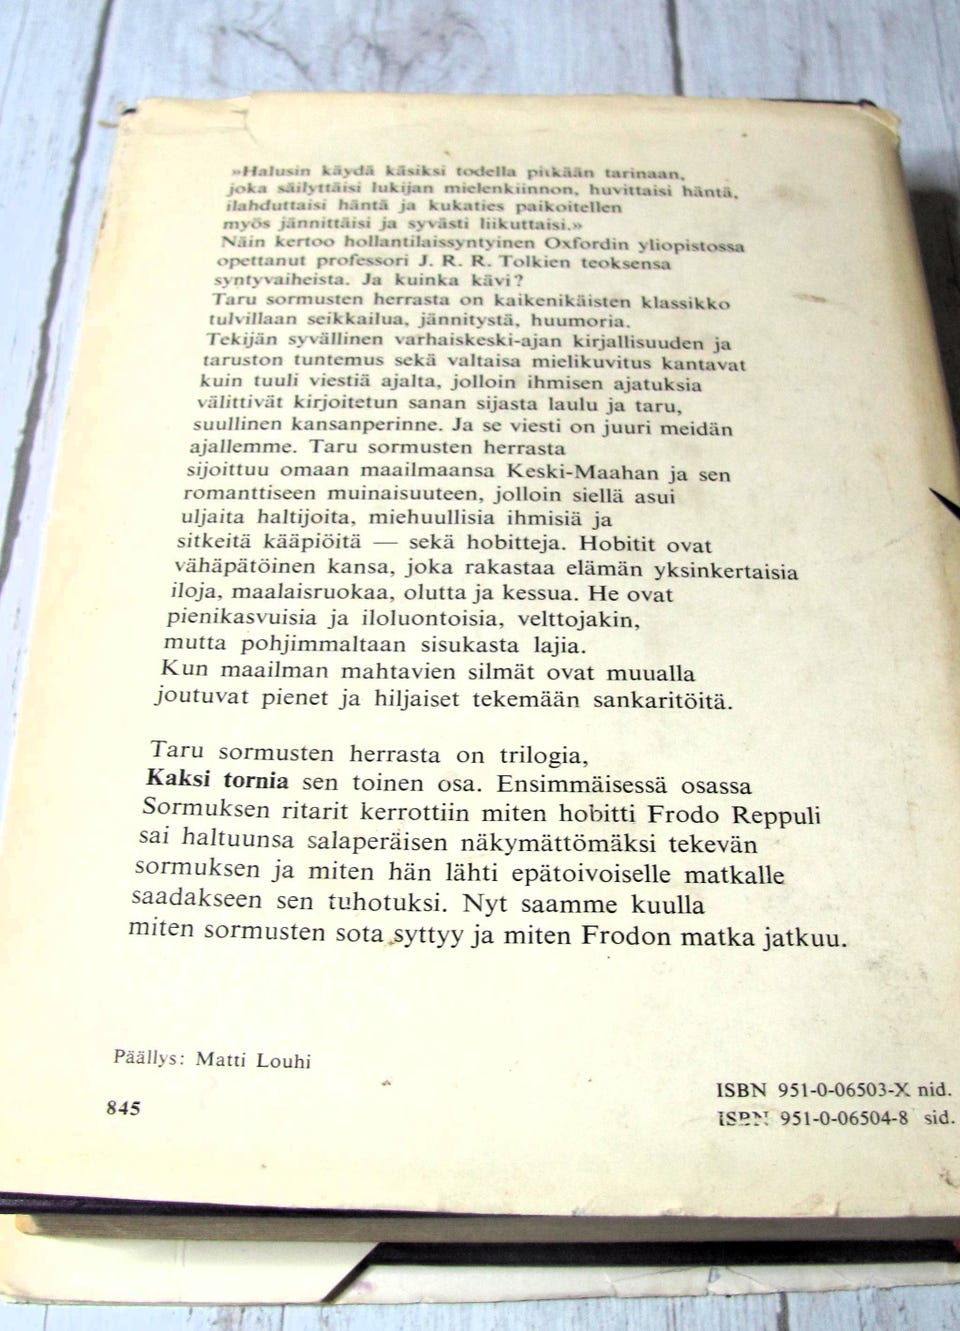 »Halusin käydä käsiksi todella pitkään tarinaan,
joka säilyttäisi lukijan mielenkiinnon, huvittaisi häntä,
ilahduttaisi häntä ja kukaties paikoitellen
myös jännittäisi ja syvästi liikuttaisi.»
Näin kertoo hollantilaissyntyinen Oxfordin yliopistossa
opettanut professori J. R. R. Tolkien teoksensa
syntyvaiheista. Ja kuinka kävi?
Taru sormusten herrasta on kaikenikäisten klassikko
tulvillaan seikkailua, jännitystä, huumoria.
Tekijän syvällinen varhaiskeski-ajan kirjallisuuden ja
taruston tuntemus sekä valtaisa mielikuvitus kantavat
kuin tuuli viestiä ajalta, jolloin ihmisen ajatuksia
välittivät kirjoitetun sanan sijasta laulu ja taru,
suullinen kansanperinne. Ja se viesti on juuri meidän
ajallemme. Taru sormusten herrasta
sijoittuu omaan maailmaansa Keski-Maahan ja sen
romanttiseen muinaisuuteen, jolloin siellä asui
uljaita haltijoita, miehuullisia ihmisiä ja
sitkeitä kääpiöitä — sekä hobitteja. Hobitit ovat
vähäpätöinen kansa, joka rakastaa elämän yksinkertaisia
iloja, maalaisruokaa, olutta ja kessua. He ovat
pienikasvuisia ja iloluontoisia, velttojakin,
mutta pohjimmaltaan sisukasta lajia.
Kun maailman mahtavien silmät ovat muualla
joutuvat pienet ja hiljaiset tekemään sankaritöitä.
Taru sormusten herrasta on trilogia,
Kaksi tornia sen toinen osa. Ensimmäisessä osassa
Sormuksen ritarit kerrottiin miten hobitti Frodo Reppuli
sai haltuunsa salaperäisen näkymättömäksi tekevän
sormuksen ja miten hän lähti epätoivoiselle matkalle
saadakseen sen tuhotuksi. Nyt saamme kuulla
miten sormusten sota syttyy ja miten Frodon matka jatkuu.
Päällys: Matti Louhi
845
ISBN 951-0-06503-X nid.
ISBN 951-0-06504-8 sid.